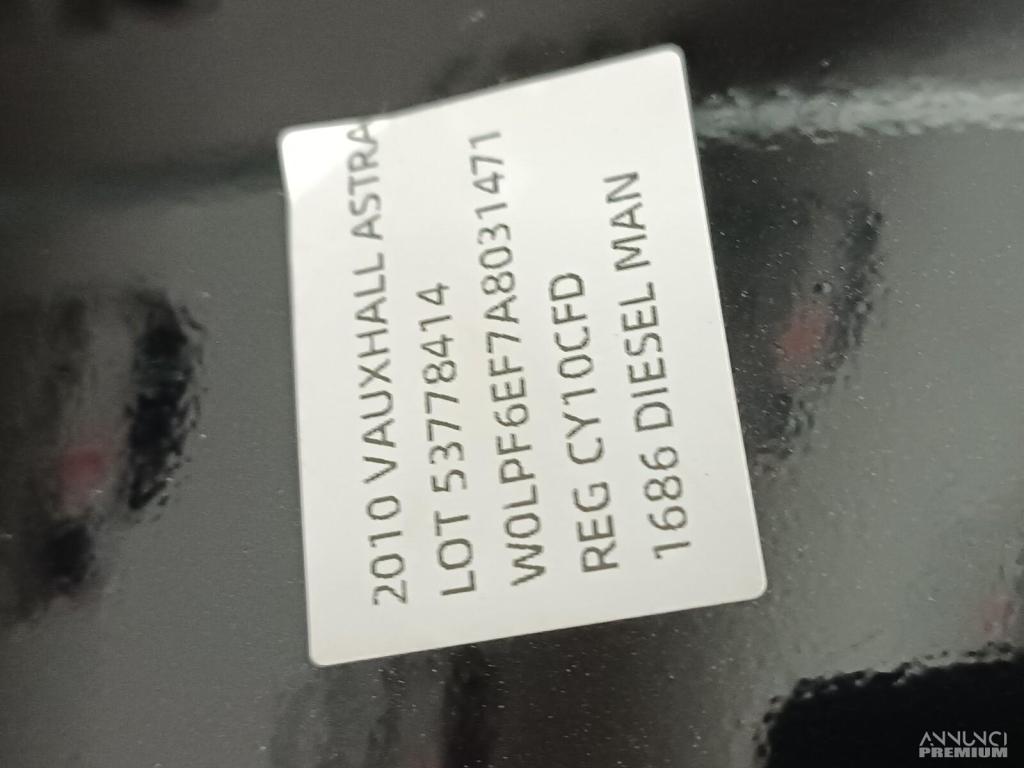 2010 VAUXHALL ASTRA
LOT 53778414
W0LPF6EF7A8031471
REG CY10CFD
1686 DIESEL MAN
ANNUNCI
PREMIUM